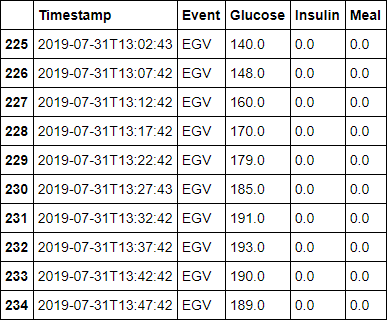 Timestamp Event Glucose Insulin Meal
225 2019-07-31T13:02:43 EGV 140.0 0.0 0.0
226 2019-07-31T13:07:42 EGV 148.0 0.0 0.0
227 2019-07-31T13:12:42 EGV 160.0 0.0 0.0
228 2019-07-31T13:17:42 EGV 170.0 0.0 0.0
229 2019-07-31T13:22:42 EGV 179.0 0.0 0.0
230 2019-07-31T13:27:43 EGV 185.0 0.0 0.0
231 2019-07-31T13:32:42 EGV 191.0 0.0 0.0
232 2019-07-31T13:37:42 EGV 193.0 0.0 0.0
233 2019-07-31T13:42:42 EGV 190.0 0.0 0.0
234 2019-07-31T13:47:42 EGV 189.0 0.0 0.0